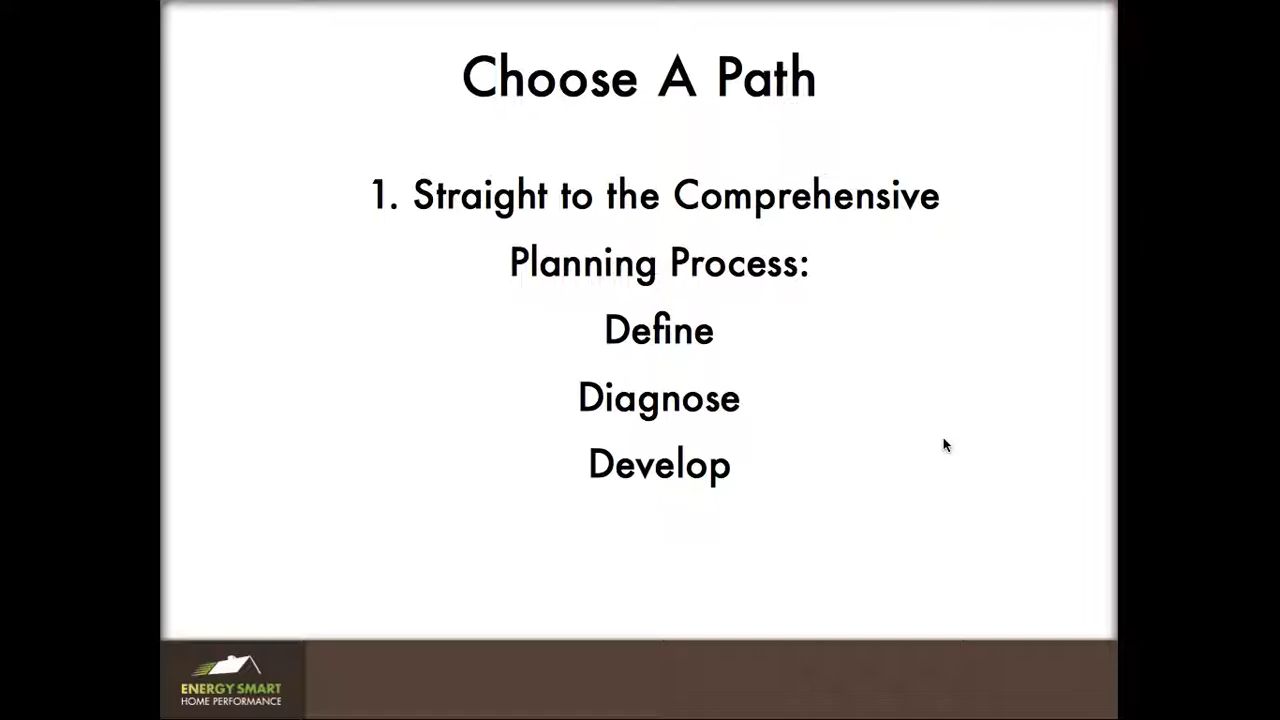 Choose A Path
1. Straight to the Comprehensive
Planning Process:
Define
Diagnose
Develop
ENERGY SMART
HOME PERFORMANCE